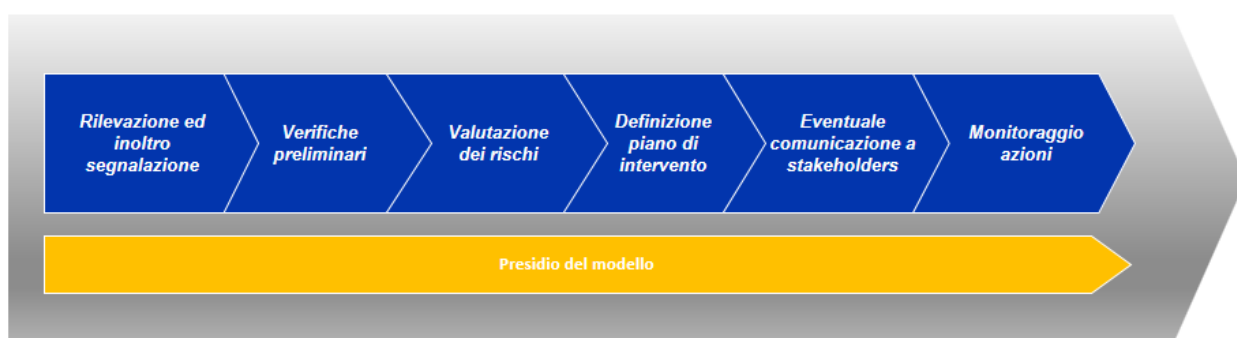 Rilevazione ed
inoltro
segnalazione
Verifiche
preliminari
Valutazione
dei rischi
Definizione
piano di
intervento
Eventuale
comunicazione a
stakeholders
Monitoraggio
azioni
Presidio del modello